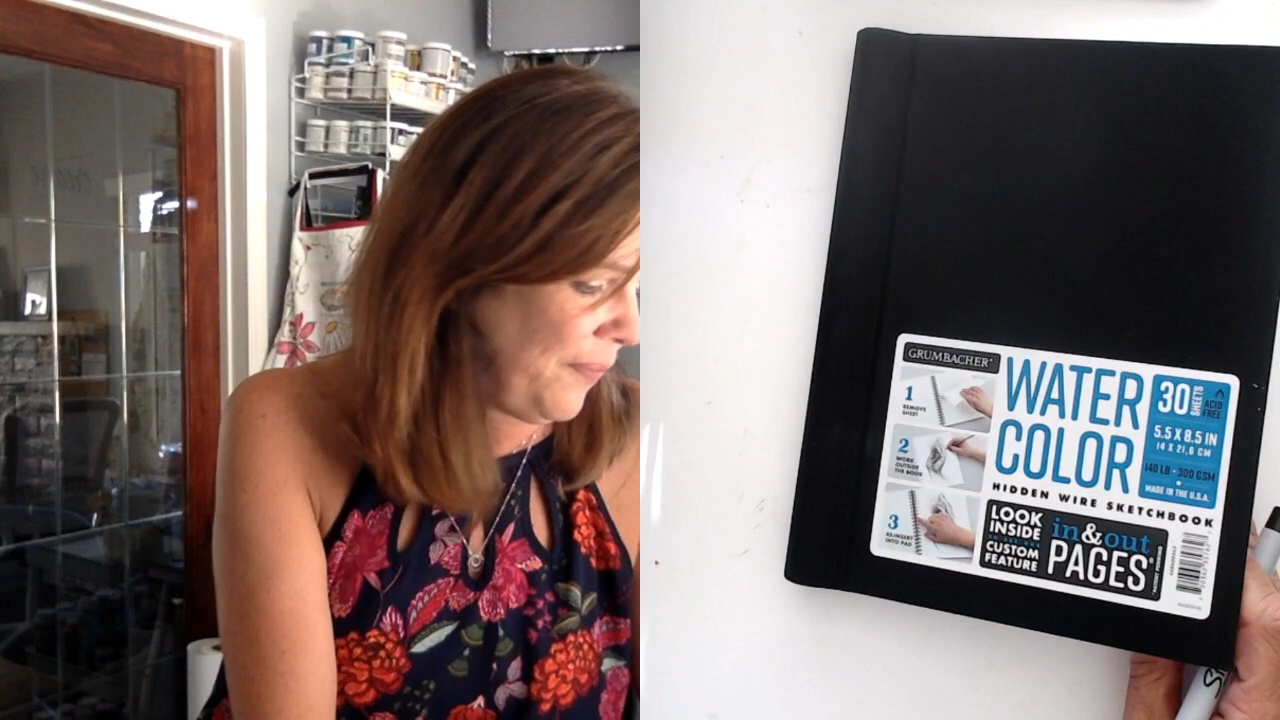 GRUMBACHER®
WATER
COLOR
30 SHEETS
ACID
FREE
5.5 X 8.5 IN
14 X 21,6 CM
140 LB • 300 GSM
MADE IN THE U.S.A.
1
REMOVE
SHEET
2
WORK
OUTSIDE
THE BOOK
3
RE-INSERT
INTO PAD
HIDDEN WIRE SKETCHBOOK
LOOK
INSIDE
CUSTOM
FEATURE
in&out
PAGES